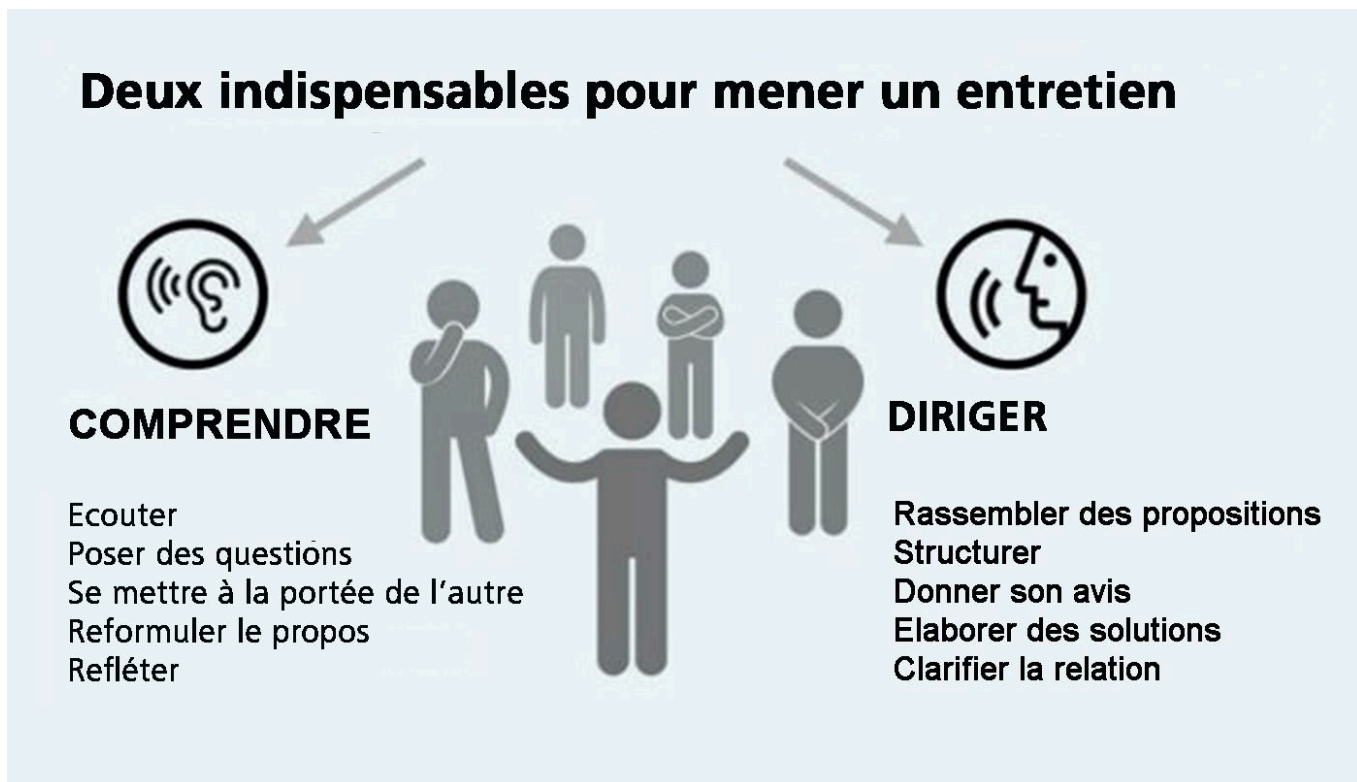 Deux indispensables pour mener un entretien
COMPRENDRE
Ecouter
Poser des questions
Se mettre à la portée de l'autre
Reformuler le propos
Refléter
DIRIGER
Rassembler des propositions
Structurer
Donner son avis
Elaborer des solutions
Clarifier la relation